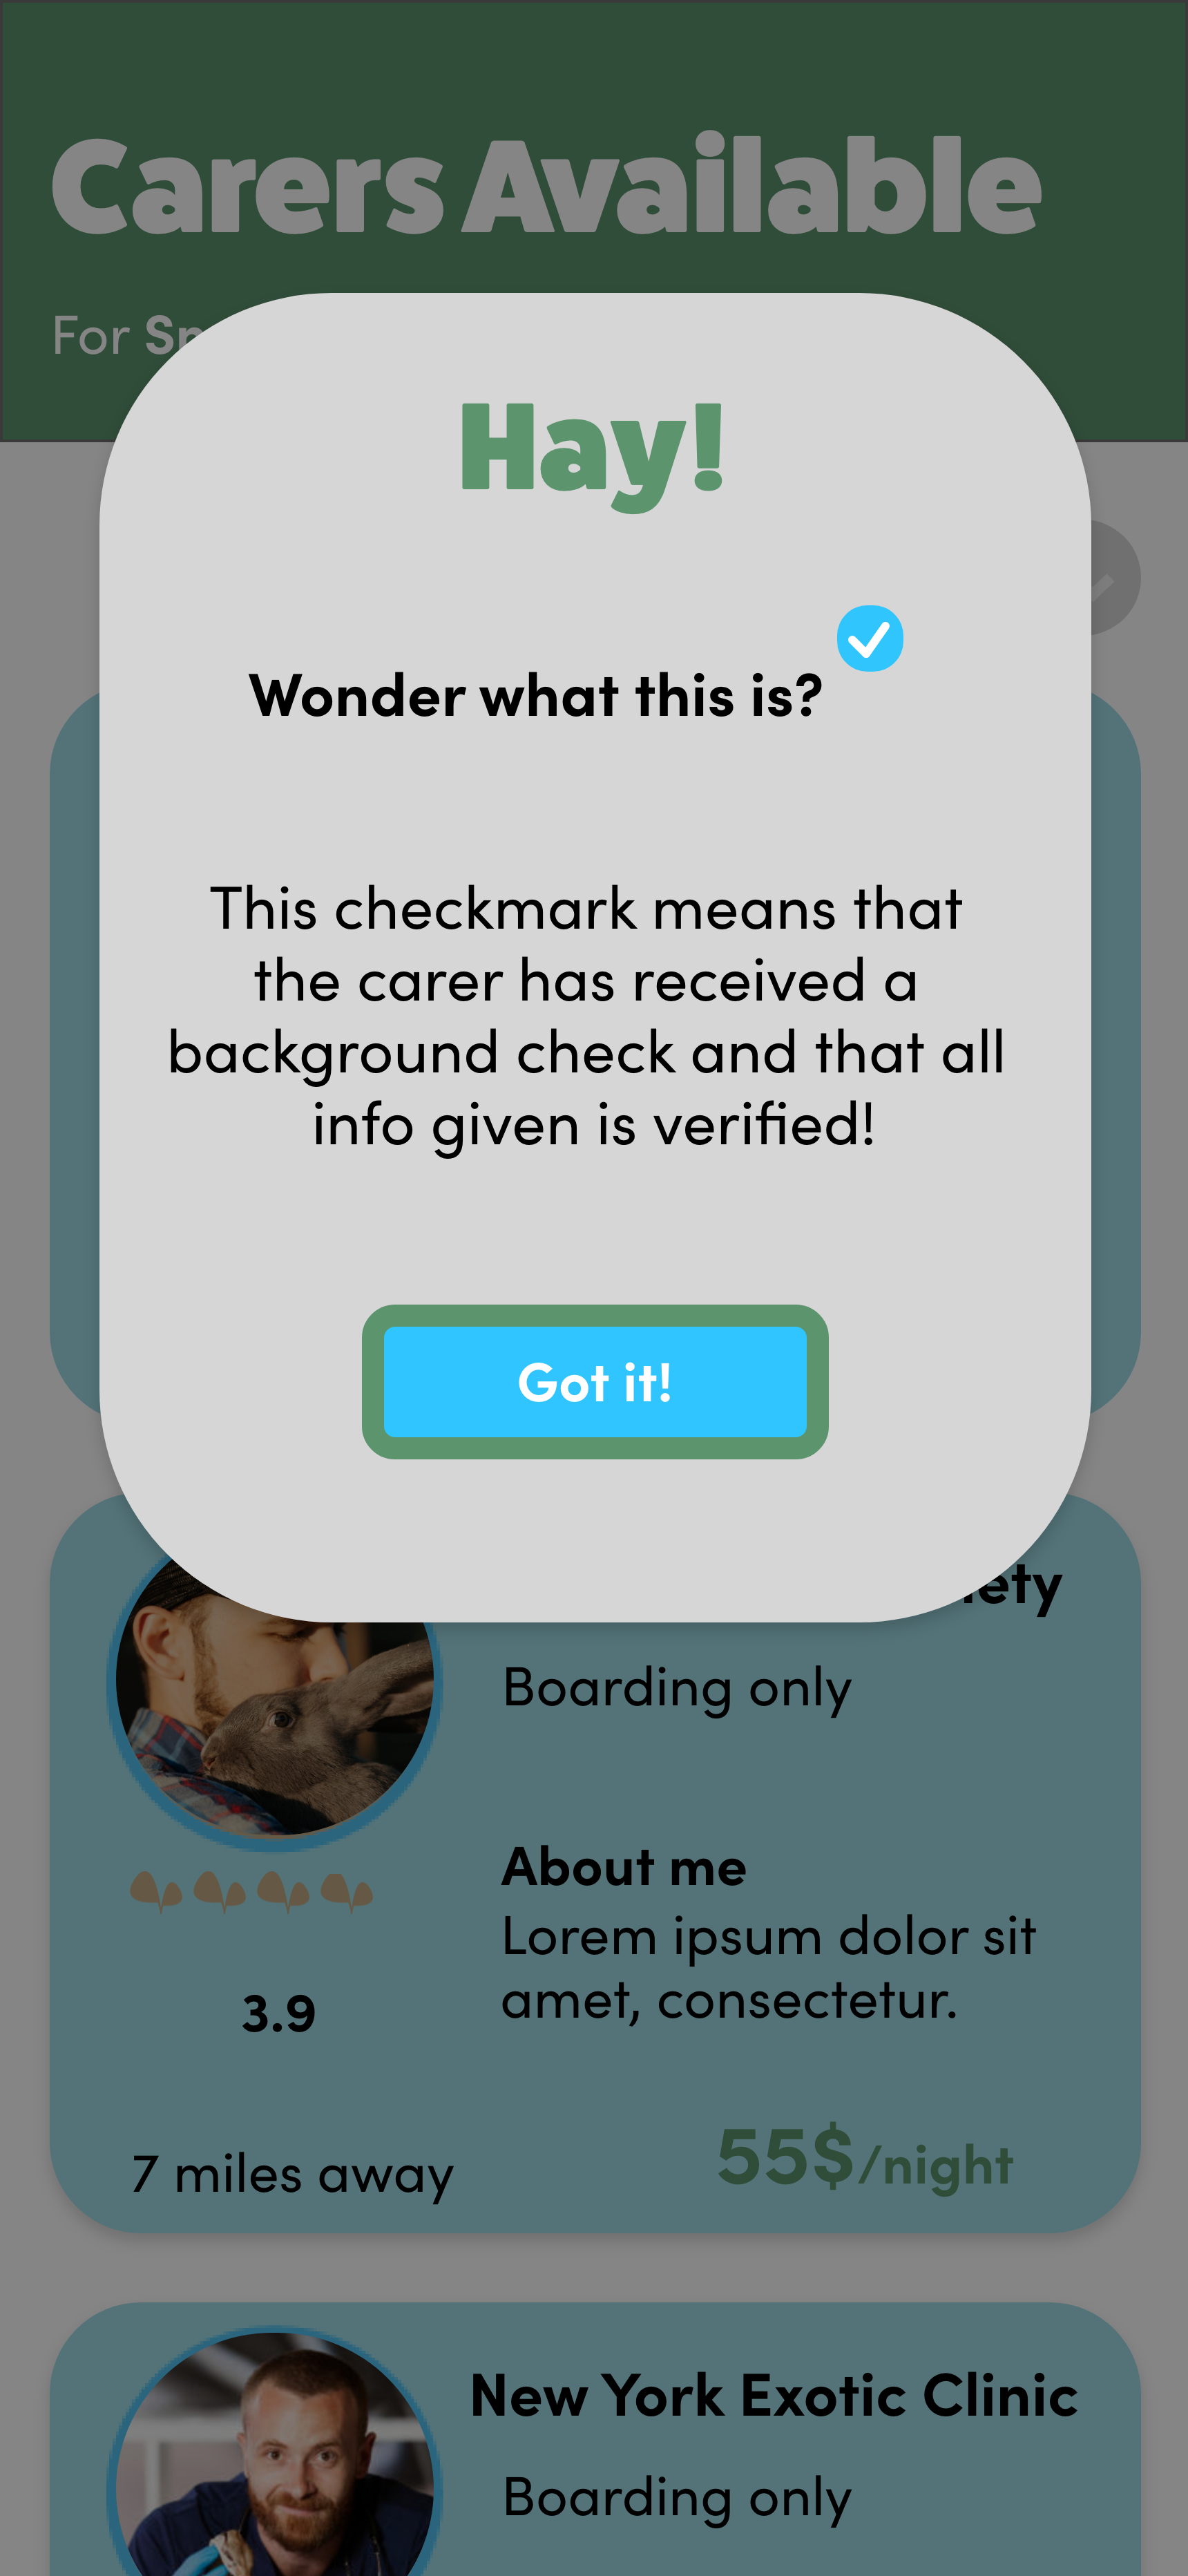 Carers Available
For
Hay!
Wonder what this is?
This checkmark means that
the carer has received a
background check and that all
info given is verified!
Got it!
Boarding only
About me
Lorem ipsum dolor sit
amet, consectetur.
3.9
7 miles away
55$/night
New York Exotic Clinic
Boarding only